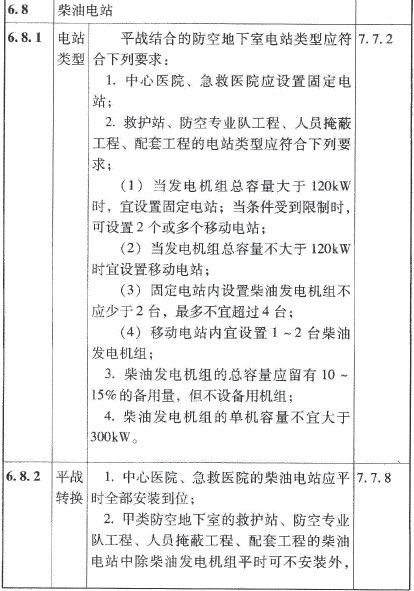 6.8 柴油电站
6.8.1 电站 平战结合的防空地下室电站类型应符 7.7.2
类型 合下列要求:
1. 中心医院、急救医院应设置固定电
站;
2. 救护站、防空专业队工程、人员掩蔽
工程、配套工程的电站类型应符合下列要
求;
(1) 当发电机组总容量大于120kW
时,宜设置固定电站;当条件受到限制时,
可设置2个或多个移动电站;
(2) 当发电机组总容量不大于120kW
时宜设置移动电站;
(3) 固定电站内设置柴油发电机组不
应少于2台,最多不宜超过4台;
(4) 移动电站内宜设置1~2台柴油
发电机组;
3. 柴油发电机组的总容量应留有10~
15%的备用量,但不设备用机组;
4. 柴油发电机组的单机容量不宜大于
300kW。
6.8.2 平战 1. 中心医院、急救医院的柴油电站应平 7.7.8
转换 时全部安装到位;
2. 甲类防空地下室的救护站、防空专业
队工程、人员掩蔽工程、配套工程的柴油
电站中除柴油发电机组平时可不安装外,